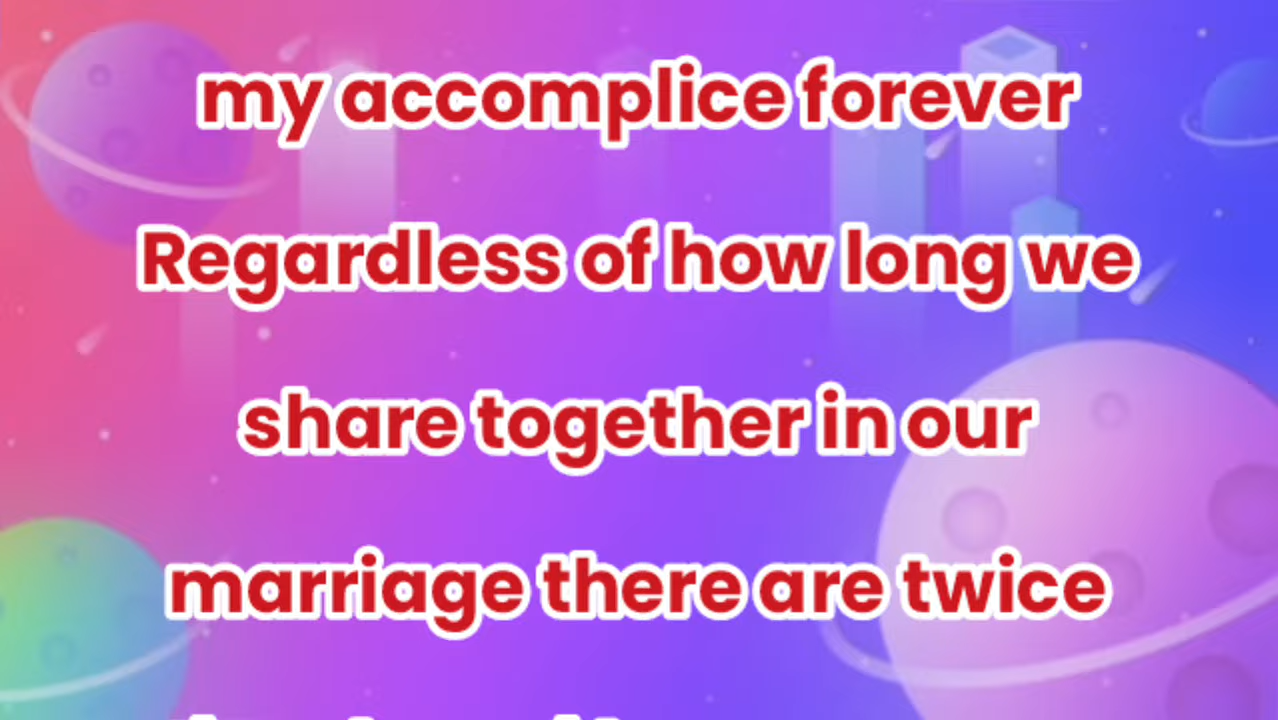 my accomplice forever
Regardless of how long we
share together in our
marriage there are twice